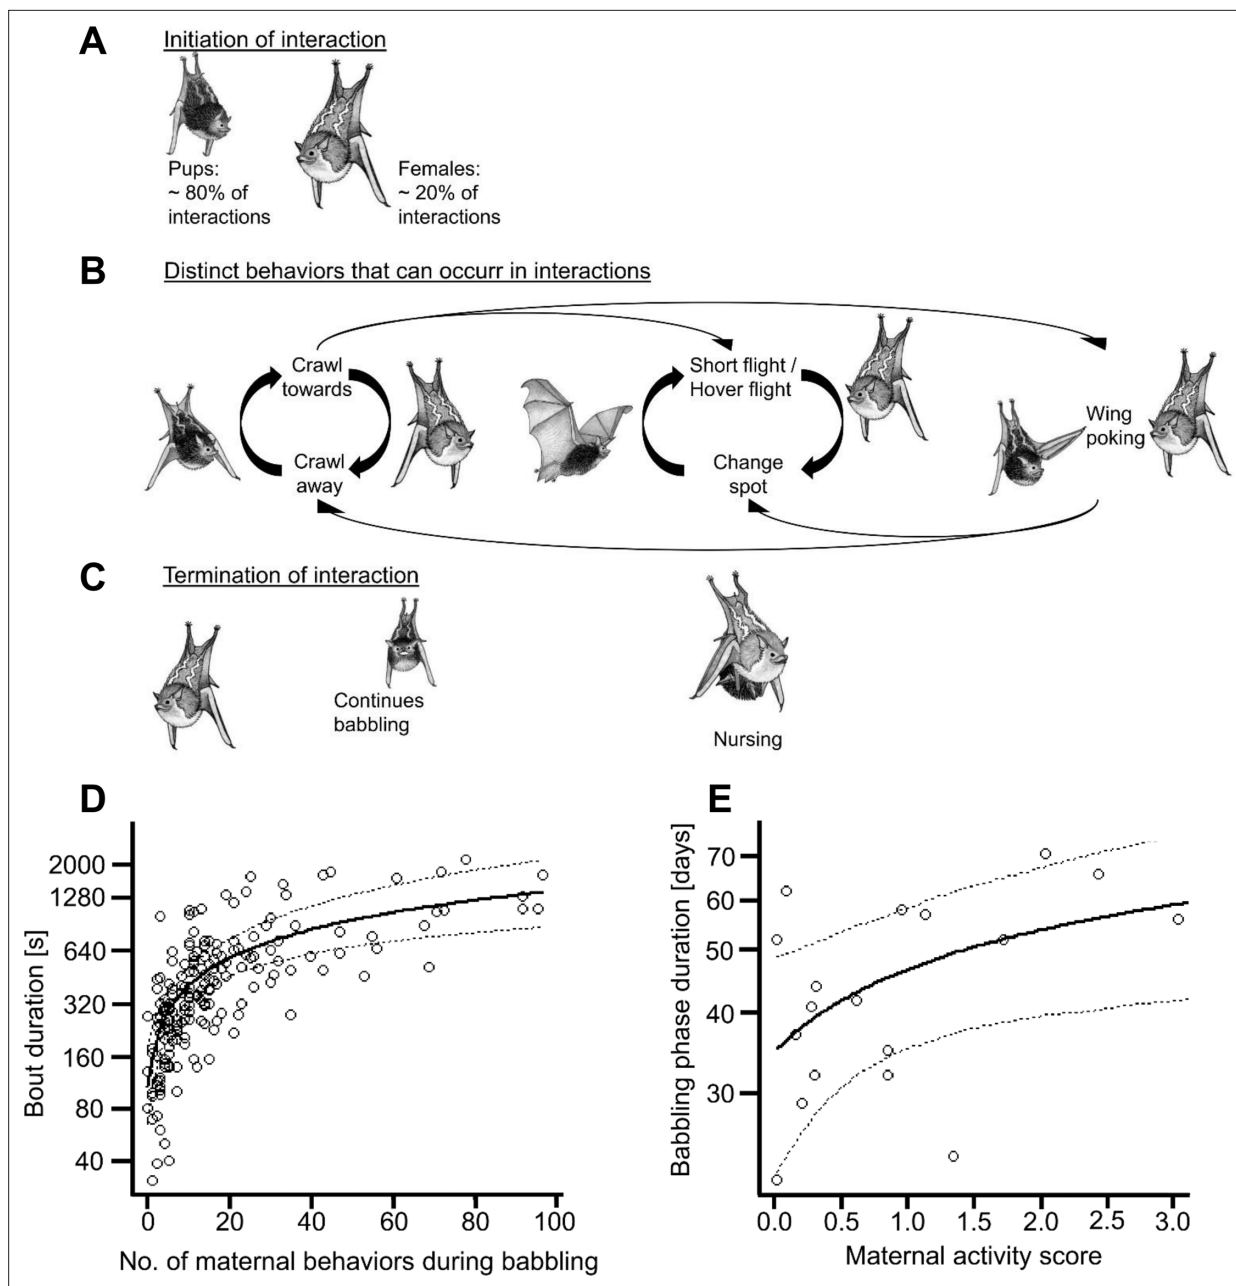 A
Initiation of interaction
Pups:
~ 80% of
interactions
Females:
~ 20% of
interactions
B
Distinct behaviors that can occurr in interactions
Crawl
towards
Crawl
away
Short flight /
Hover flight
Change
spot
Wing
poking
C
Termination of interaction
Continues
babbling
Nursing
D
Bout duration [s]
2000
1280
640
320
160
80
40
0 20 40 60 80 100
No. of maternal behaviors during babbling
E
Babbling phase duration [days]
70
60
50
40
30
0.0 0.5 1.0 1.5 2.0 2.5 3.0
Maternal activity score